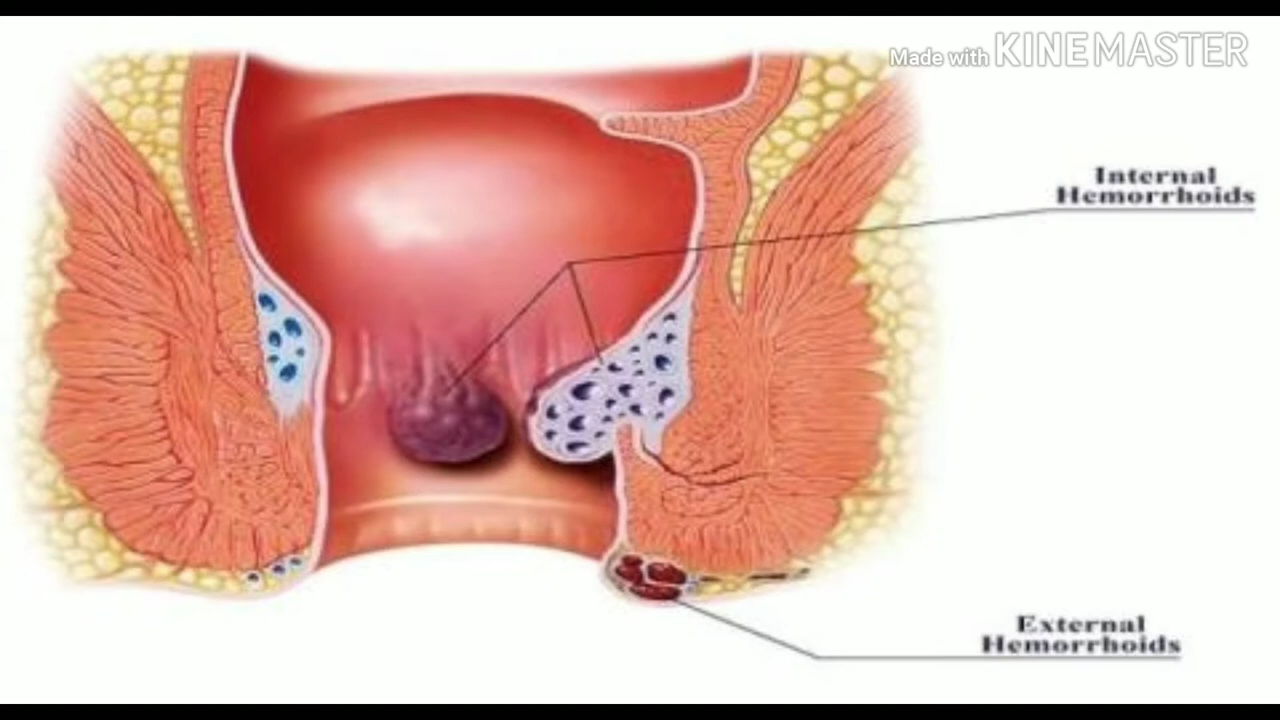 Made with KINEMASTER
Internal
Hemorrhoids
External
Hemorrhoids